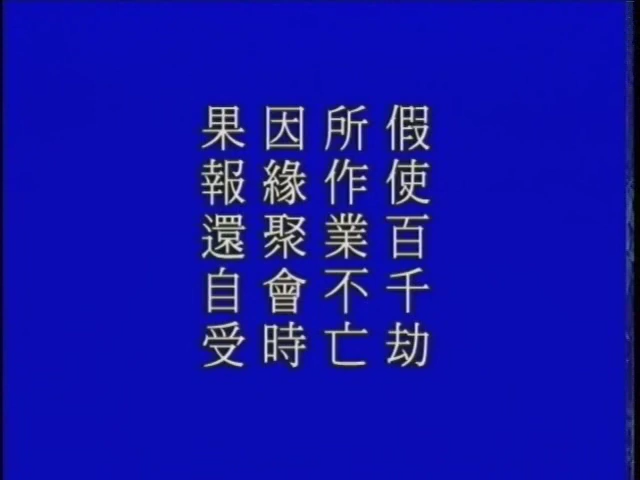 假使百千劫
所作業不亡
因緣聚會時
果報還自受